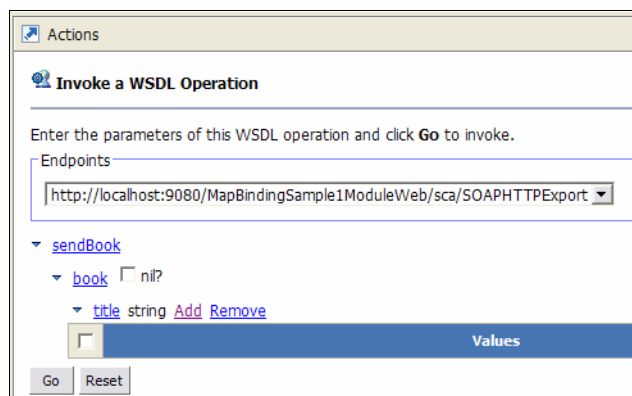 Actions
Invoke a WSDL Operation
Enter the parameters of this WSDL operation and click Go to invoke.
Endpoints
http://localhost:9080/MapBindingSample1ModuleWeb/sca/SOAPHTTPExport
sendBook
book nil?
title string Add Remove
Values
Go Reset